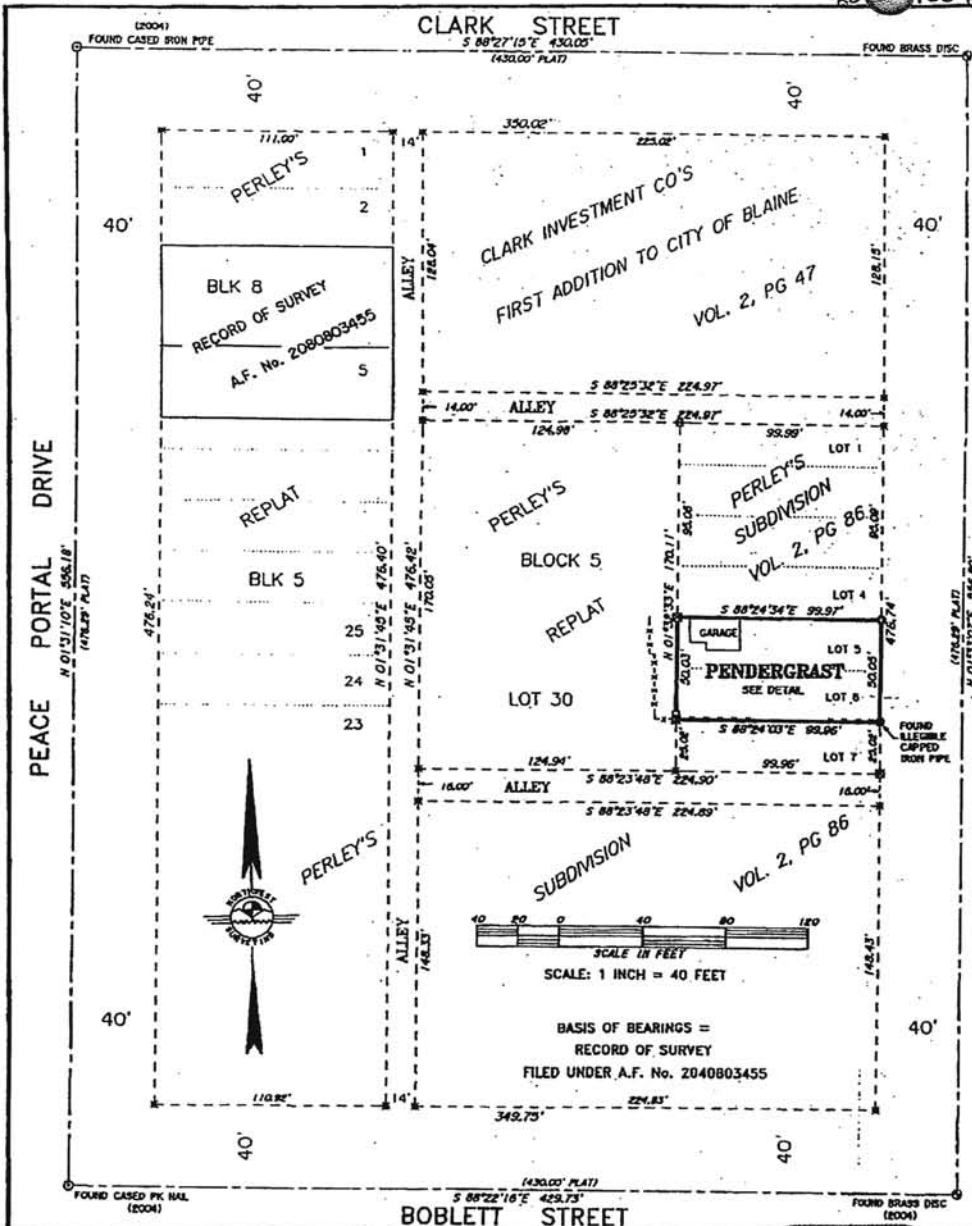 (2004)
FOUND CASED IRON PIPE
CLARK STREET
S 88°27'15"E 430.05'
(430.00' PLAT)
FOUND BRASS DISC
40'
40'
350.02'
111.00'
14'
225.02'
PERLEY'S
1
2
40'
40'
CLARK INVESTMENT CO'S
FIRST ADDITION TO CITY OF BLAINE
VOL. 2, PG 47
ALLEY
128.04'
128.15'
BLK 8
RECORD OF SURVEY
A.F. No. 2080803455
5
S 88°25'32"E 224.97'
14.00'
ALLEY
S 88°25'32"E 224.97'
14.00'
124.98'
99.99'
LOT 1
PEACE PORTAL DRIVE
N 01°31'16"E 556.18'
(476.29' PLAT)
476.24'
REPLAT
BLK 5
25
24
23
N 01°31'45"E 476.40'
N 01°31'45"E 476.42'
170.05'
PERLEY'S
BLOCK 5
REPLAT
LOT 30
N 01°32'33"E 170.11'
PERLEY'S
SUBDIVISION
VOL. 2, PG 86
LOT 4
S 88°24'34"E 99.97'
476.74'
(476.29' PLAT)
GARAGE
LOT 5
50.03'
PENDERGRAST
50.05'
SEE DETAIL
LOT 6
S 88°24'03"E 99.96'
FOUND
ILLEGIBLE
CAPPED
IRON PIPE
25.02'
25.02'
LOT 7
124.94'
99.96'
S 88°23'48"E 224.90'
16.00'
ALLEY
16.00'
S 88°23'48"E 224.89'
PERLEY'S
SUBDIVISION
VOL. 2, PG 86
NORTHWEST
SURVEYING
ALLEY
148.33'
148.43'
40 20 0 40 80 120
SCALE IN FEET
SCALE: 1 INCH = 40 FEET
40'
40'
BASIS OF BEARINGS =
RECORD OF SURVEY
FILED UNDER A.F. No. 2040803455
110.92'
14'
224.83'
349.75'
40'
40'
(430.00' PLAT)
S 88°22'16"E 429.73'
FOUND CASED PK NAIL
(2004)
BOBLETT STREET
FOUND BRASS DISC
(2004)